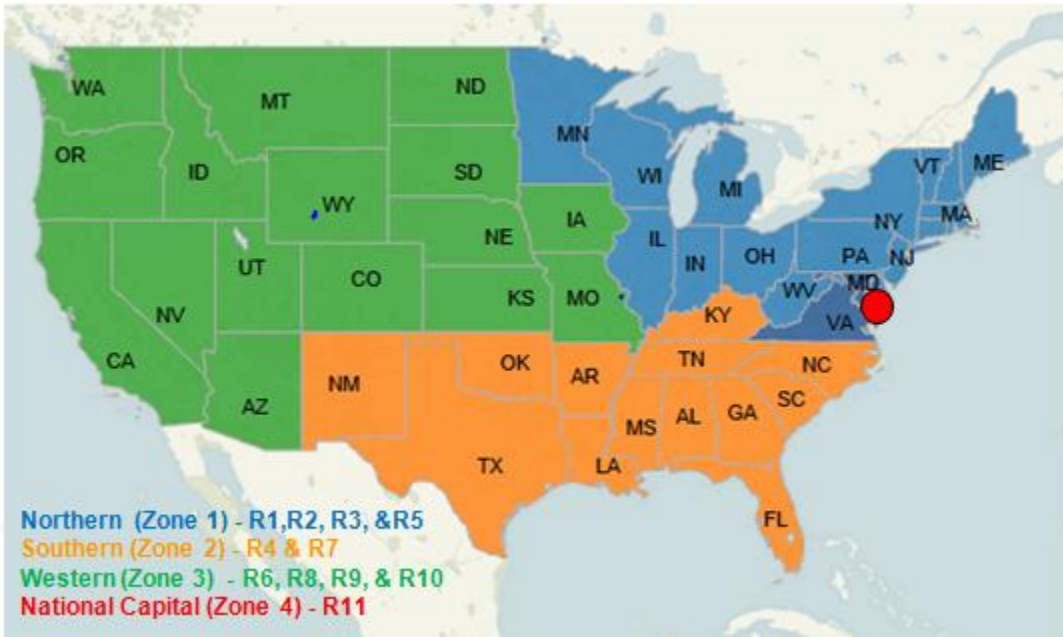 WA
MT
ND
MN
OR
ID
SD
WI
MI
VT
ME
WY
NY
MA
NE
IA
IL
IN
OH
PA
NJ
UT
CO
KS
MO
WV
MD
VA
NV
KY
CA
AZ
NM
OK
AR
TN
NC
SC
MS
AL
GA
TX
LA
FL
Northern (Zone 1) - R1,R2, R3, &R5
Southern (Zone 2) - R4 & R7
Western (Zone 3) - R6, R8, R9, & R10
National Capital (Zone 4) - R11